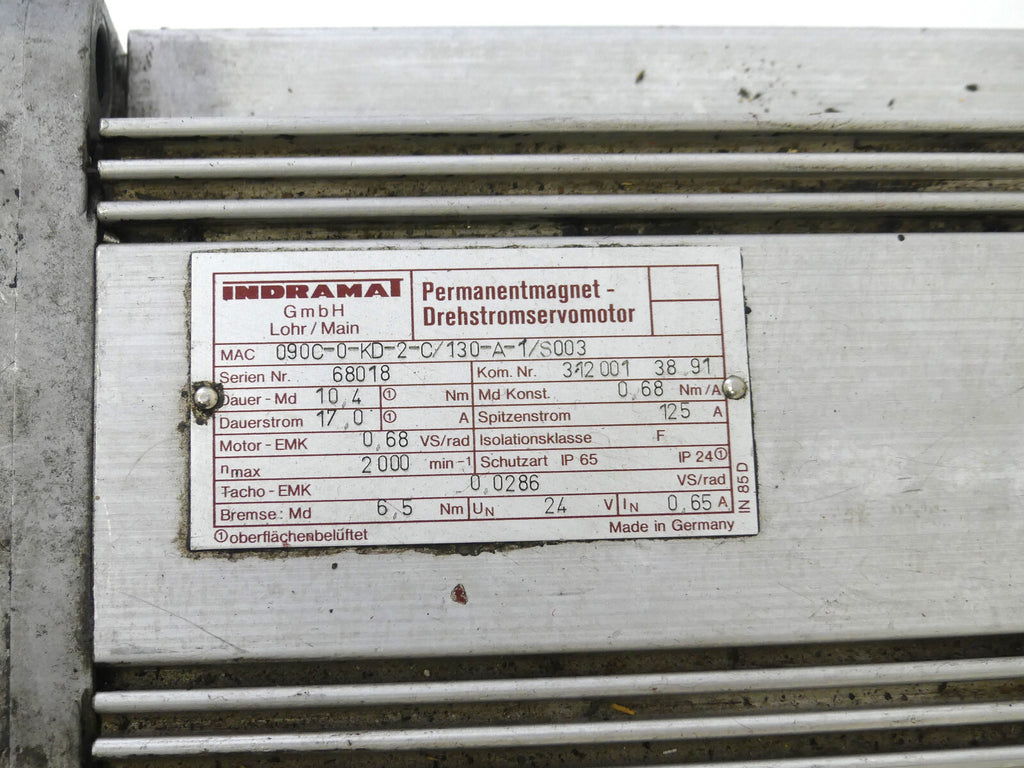 INDRAMAT
GmbH
Lohr/Main
Permanentmagnet-
Drehstromservomotor
MAC 090C-0-KD-2-C/130-A-1/S003
Serien Nr. 68018 Kom. Nr. 312001 38.91
Dauer-Md 10,4 ① Nm Md Konst. 0,68 Nm/A
Dauerstrom 17,0 ① A Spitzenstrom 125 A
Motor-EMK 0,68 VS/rad Isolationsklasse F
nmax 2000 min-1 Schutzart IP 65 IP 24①
Tacho-EMK 0,0286 VS/rad
Bremse: Md 6,5 Nm UN 24 V IN 0,65 A
①oberflächenbelüftet Made in Germany
IN 85 D